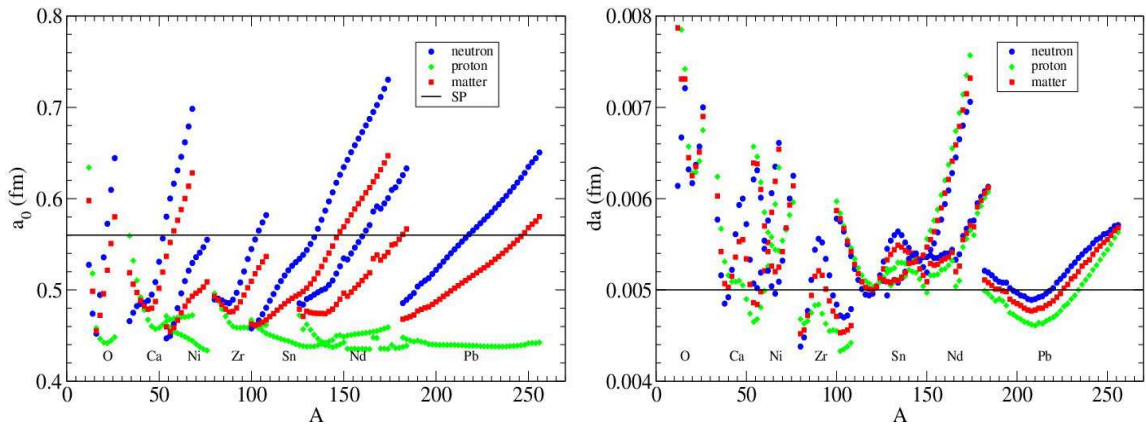 0.8
0.7
0.6
0.5
0.4
a0 (fm)
neutron
proton
matter
SP
O Ca Ni Zr Sn Nd Pb
0 50 100 150 200 250
A
0.008
0.007
0.006
0.005
0.004
da (fm)
neutron
proton
matter
O Ca Ni Zr Sn Nd Pb
0 50 100 150 200 250
A